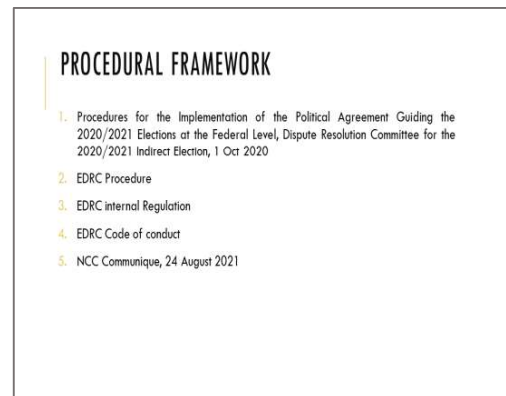 PROCEDURAL FRAMEWORK
1. Procedures for the Implementation of the Political Agreement Guiding the
2020/2021 Elections at the Federal Level, Dispute Resolution Committee for the
2020/2021 Indirect Election, 1 Oct 2020
2. EDRC Procedure
3. EDRC internal Regulation
4. EDRC Code of conduct
5. NCC Communique, 24 August 2021